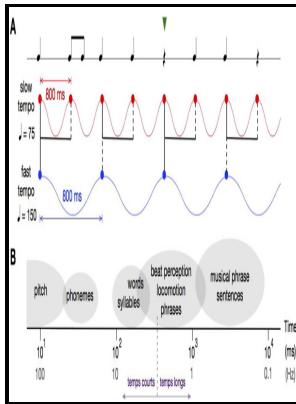 A
slow
tempo
♩ = 75
800 ms
fast
tempo
♩ = 150
800 ms
B
pitch
phonemes
words
syllables
beat perception
locomotion
phrases
musical phrase
sentences
Time
10¹ 10² 10³ 10⁴ (ms)
100 10 1 0.1 (Hz)
temps courts temps longs